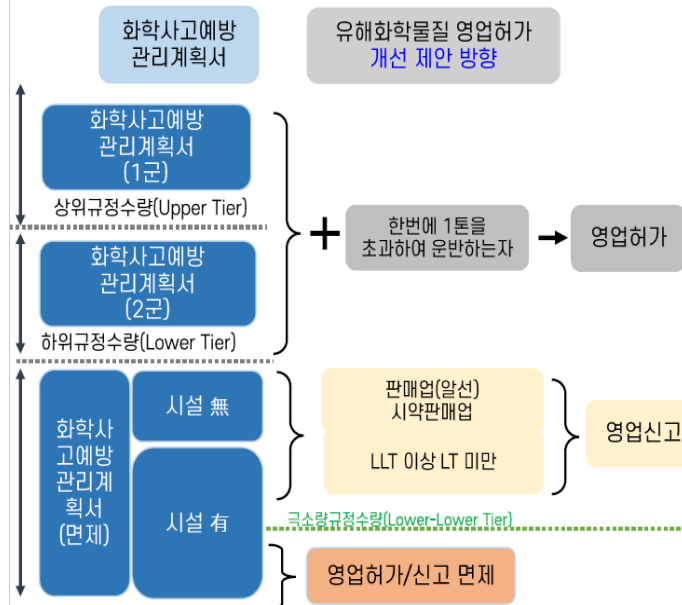 화학사고예방
관리계획서
유해화학물질 영업허가
개선 제안 방향
화학사고예방
관리계획서
(1군)
상위규정수량(Upper Tier)
한번에 1톤을
초과하여 운반하는자
영업허가
화학사고예방
관리계획서
(2군)
하위규정수량(Lower Tier)
화학사
고예방
관리계
획서
(면제)
시설 無
시설 有
판매업(알선)
시약판매업
LLT 이상 LT 미만
영업신고
극소량규정수량(Lower-Lower Tier)
영업허가/신고 면제